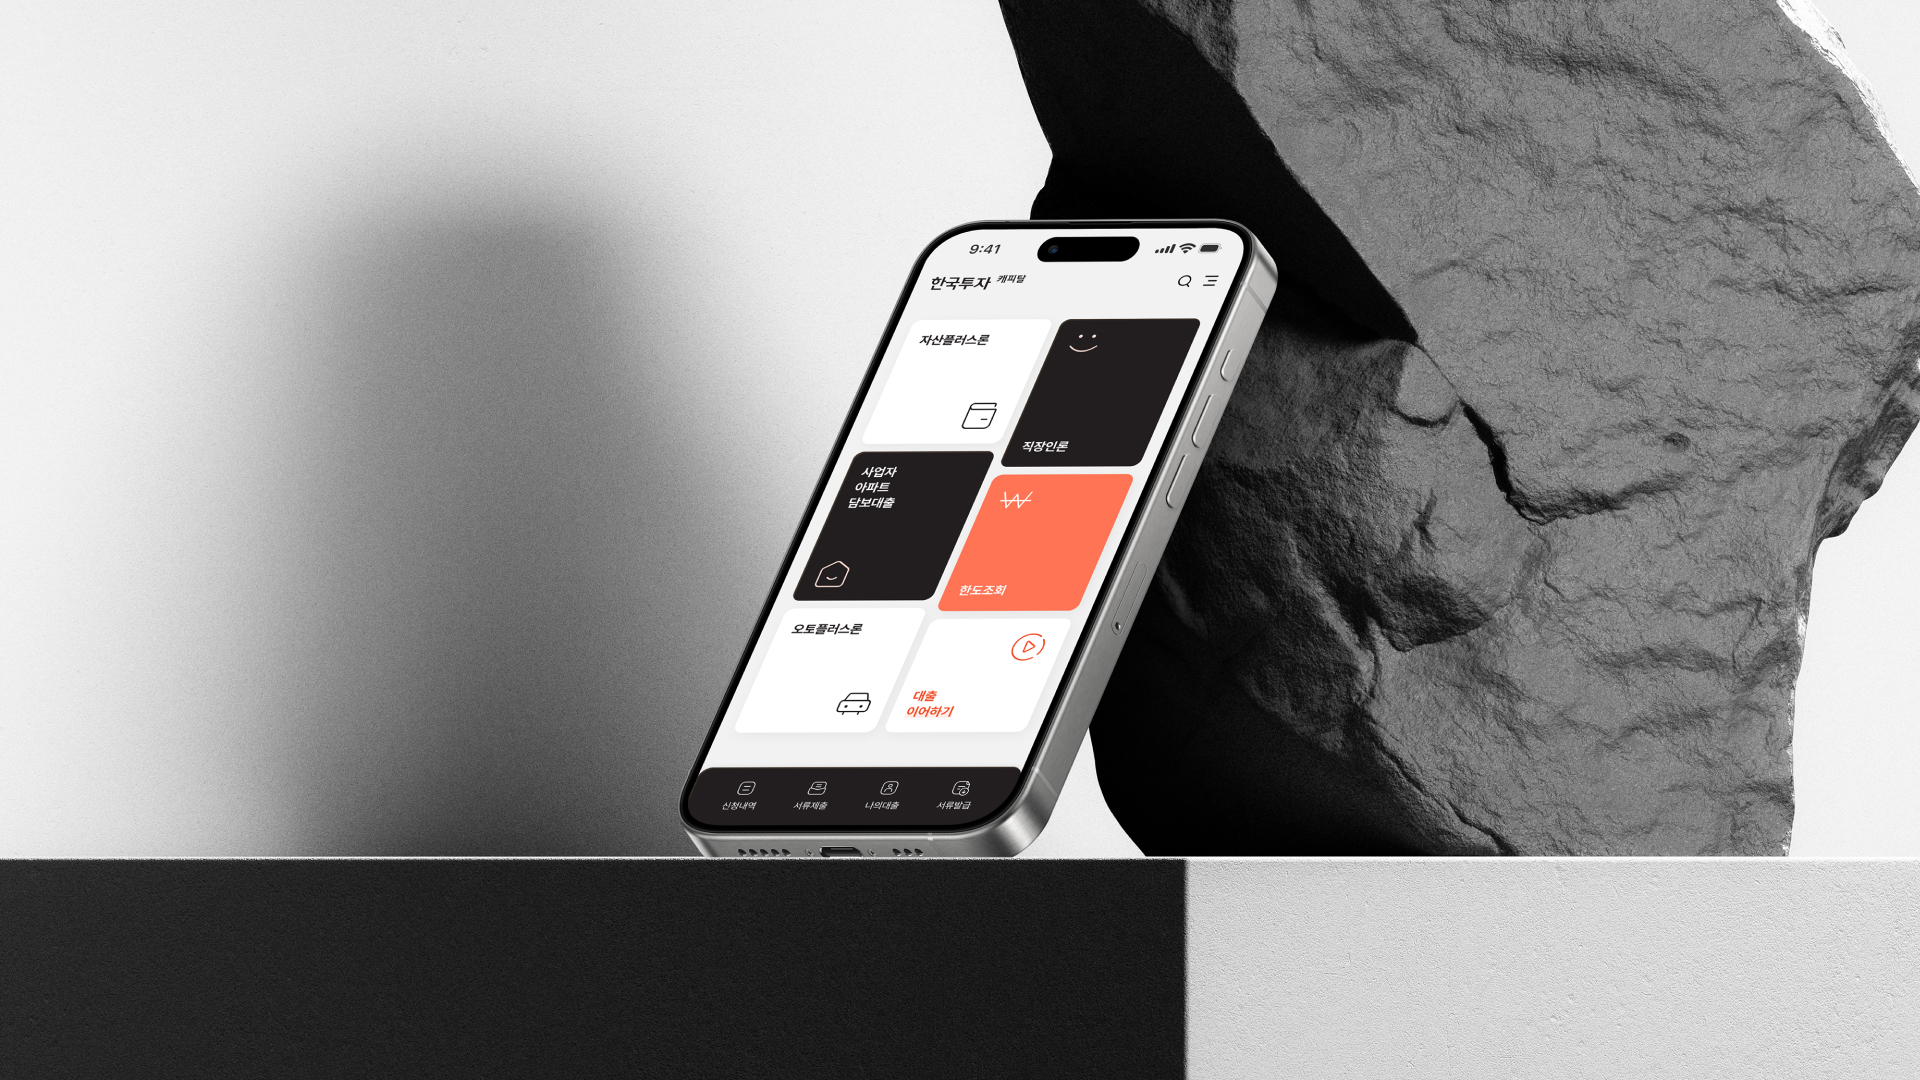 9:41
한국투자 캐피탈
자산플러스론
직장인론
사업자
아파트
담보대출
한도조회
오토플러스론
대출
이어하기
신청내역 서류제출 나의대출 서류발급